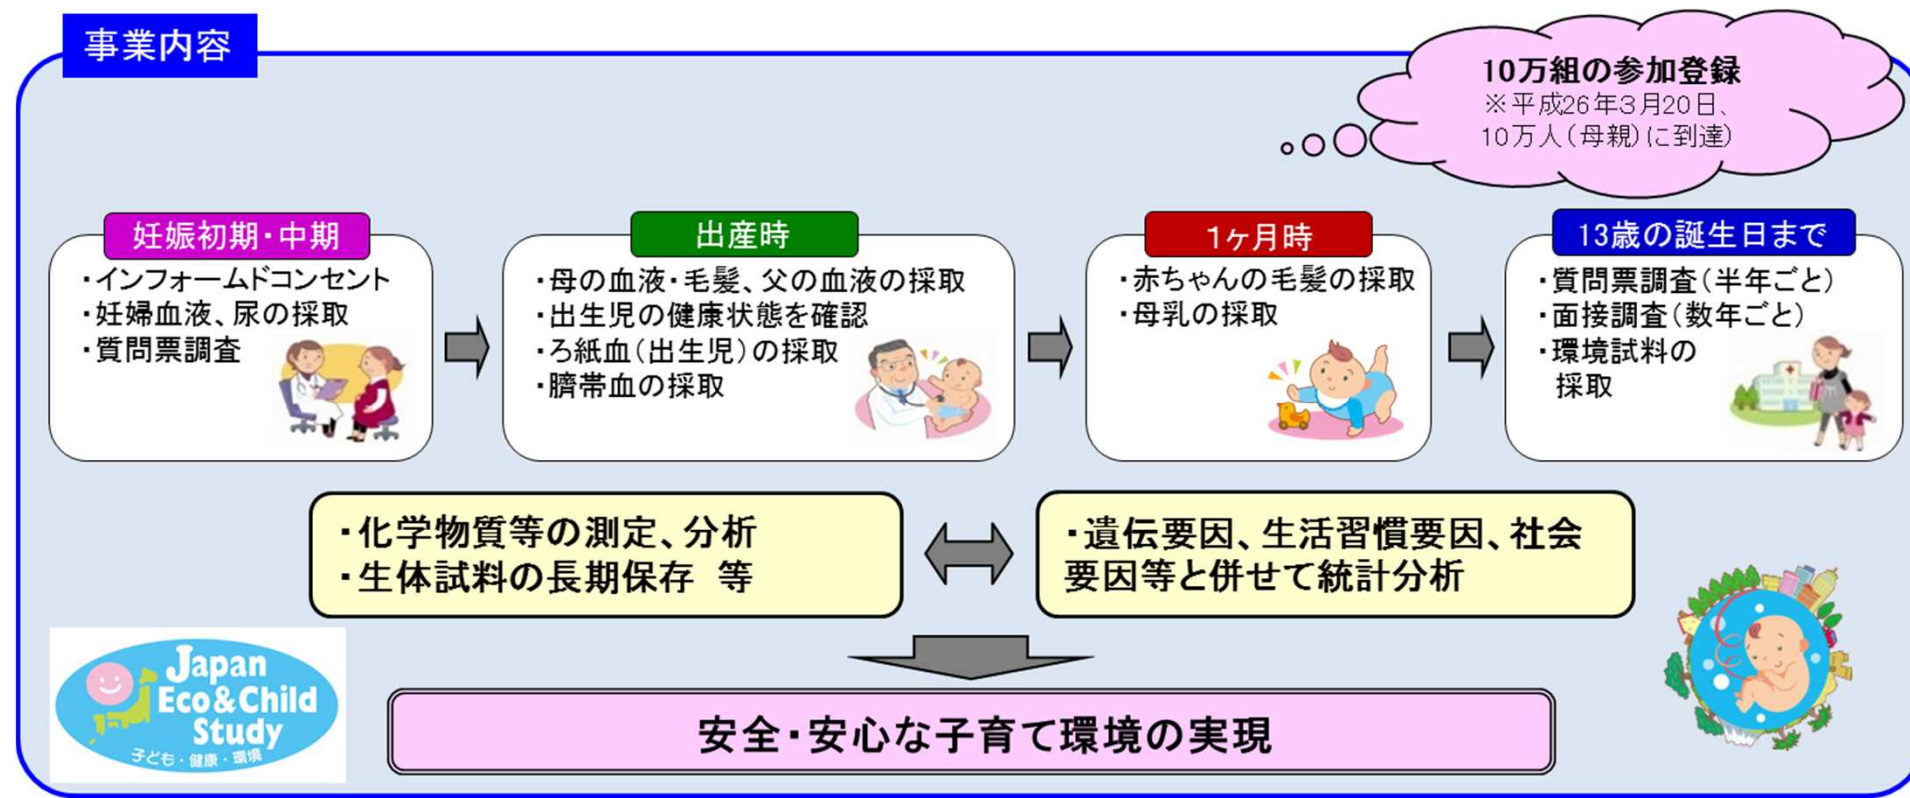 事業内容
10万組の参加登録
※平成26年3月20日、
10万人(母親)に到達)
妊娠初期・中期
・インフォームドコンセント
・妊婦血液、尿の採取
・質問票調査
出産時
・母の血液・毛髪、父の血液の採取
・出生児の健康状態を確認
・ろ紙血(出生児)の採取
・臍帯血の採取
1ヶ月時
・赤ちゃんの毛髪の採取
・母乳の採取
13歳の誕生日まで
・質問票調査(半年ごと)
・面接調査(数年ごと)
・環境試料の
採取
・化学物質等の測定、分析
・生体試料の長期保存 等
・遺伝要因、生活習慣要因、社会
要因等と併せて統計分析
Japan
Eco&Child
Study
子ども・健康・環境
安全・安心な子育て環境の実現